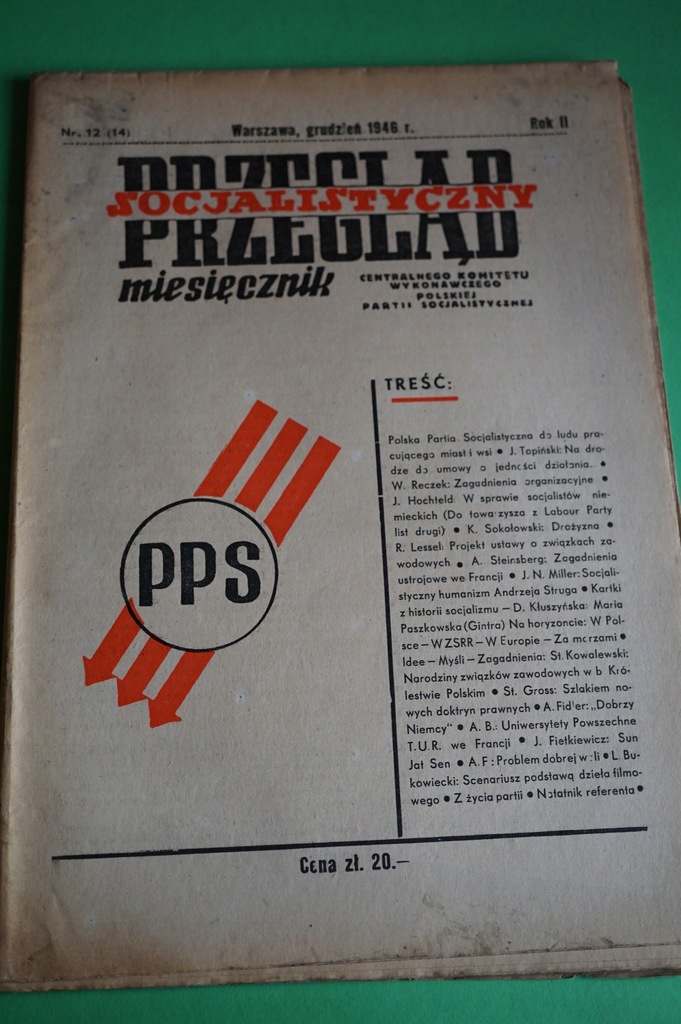 Nr. 12 (14)
Warszawa, grudzień 1946 r.
Rok II
PRZEGLĄD
SOCJALISTYCZNY
miesięcznik
CENTRALNEGO KOMITETU
WYKONAWCZEGO
POLSKIEJ
PARTII SOCJALISTYCZNEJ
TREŚĆ:
Polska Partia Socjalistyczna do ludu pra-
cującego miast i wsi ● J. Topiński: Na dro-
dze do umowy o jedności działania. ●
W. Reczek: Zagadnienia organizacyjne ●
J. Hochfeld: W sprawie socjalistów nie-
mieckich (Do towarzysza z Labour Party
list drugi) ● K. Sokołowski: Drożyzna ●
R. Lessel: Projekt ustawy o związkach za-
wodowych ● A. Steinsberg: Zagadnienia
ustrojowe we Francji ● J. N. Miller: Socjali-
styczny humanizm Andrzeja Struga ● Kartki
z historii socjalizmu — D. Kłuszyńska: Maria
Paszkowska (Gintra) Na horyzoncie: W Pol-
sce — W ZSRR — W Europie — Za morzami ●
Idee — Myśli — Zagadnienia: St. Kowalewski:
Narodziny związków zawodowych w b Kró-
lestwie Polskim ● St. Gross: Szlakiem no-
wych doktryn prawnych ● A. Fidler: „Dobrzy
Niemcy" ● A. B.: Uniwersytety Powszechne
T.U.R. we Francji ● J. Fietkiewicz: Sun
Jat Sen ● A. F: Problem dobrej woli ● L. Bu-
kowiecki: Scenariusz podstawą dzieła filmo-
wego ● Z życia partii ● Notatnik referenta ●
PPS
Cena zł. 20.—